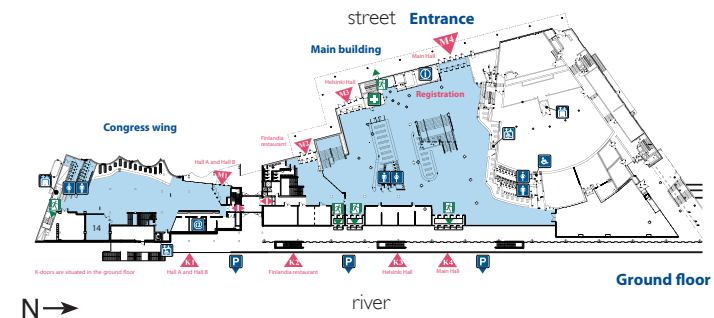 street Entrance
Main building
M4
Main Hall
Helsinki Hall
M3
Registration
Congress wing
Finlandia
restaurant
M2
Hall A and Hall B
M1
14
@
K-doors are situated in the ground floor
K1
Hall A and Hall B
P
K2
Finlandia restaurant
P
K3
Helsinki Hall
K4
Main Hall
P
Ground floor
N
river